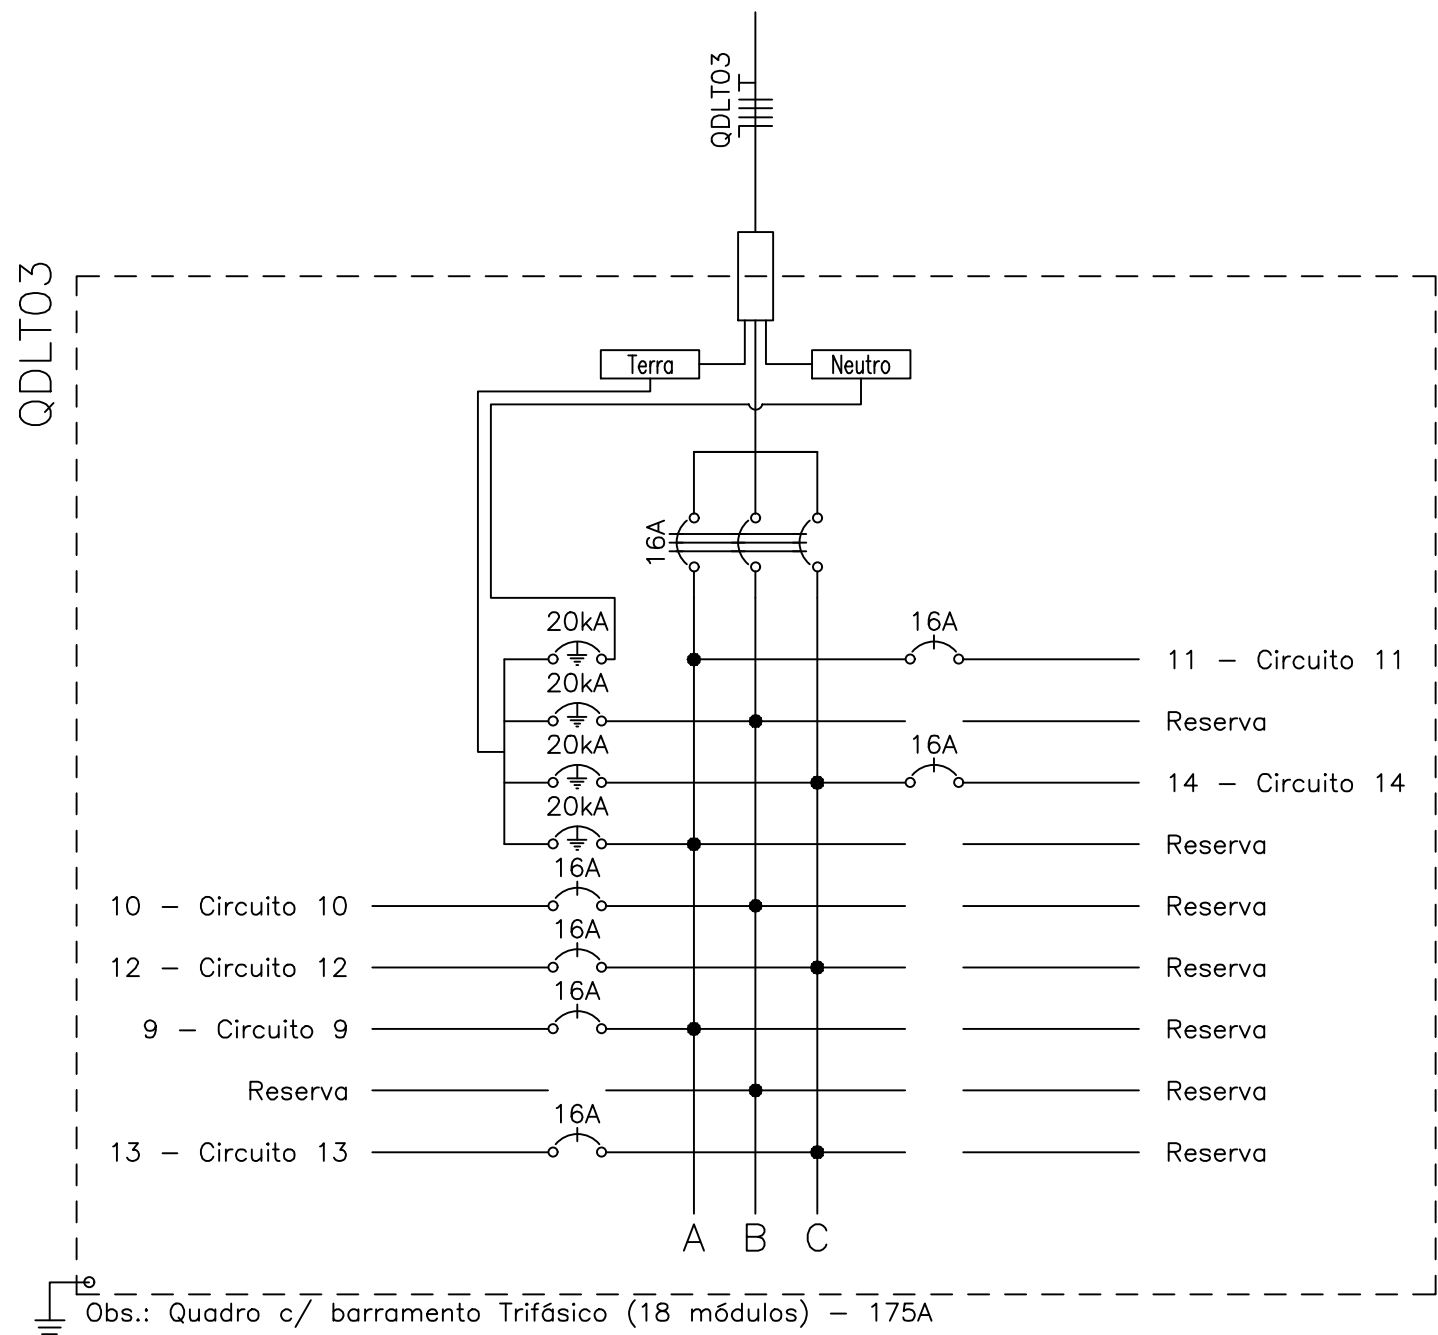 QDLT03
QDLT03
Terra
Neutro
16A
20kA
16A
11 - Circuito 11
20kA
Reserva
20kA
16A
14 - Circuito 14
20kA
Reserva
16A
10 - Circuito 10
Reserva
16A
12 - Circuito 12
Reserva
16A
9 - Circuito 9
Reserva
Reserva
Reserva
16A
13 - Circuito 13
Reserva
A B C
Obs.: Quadro c/ barramento Trifásico (18 módulos) - 175A